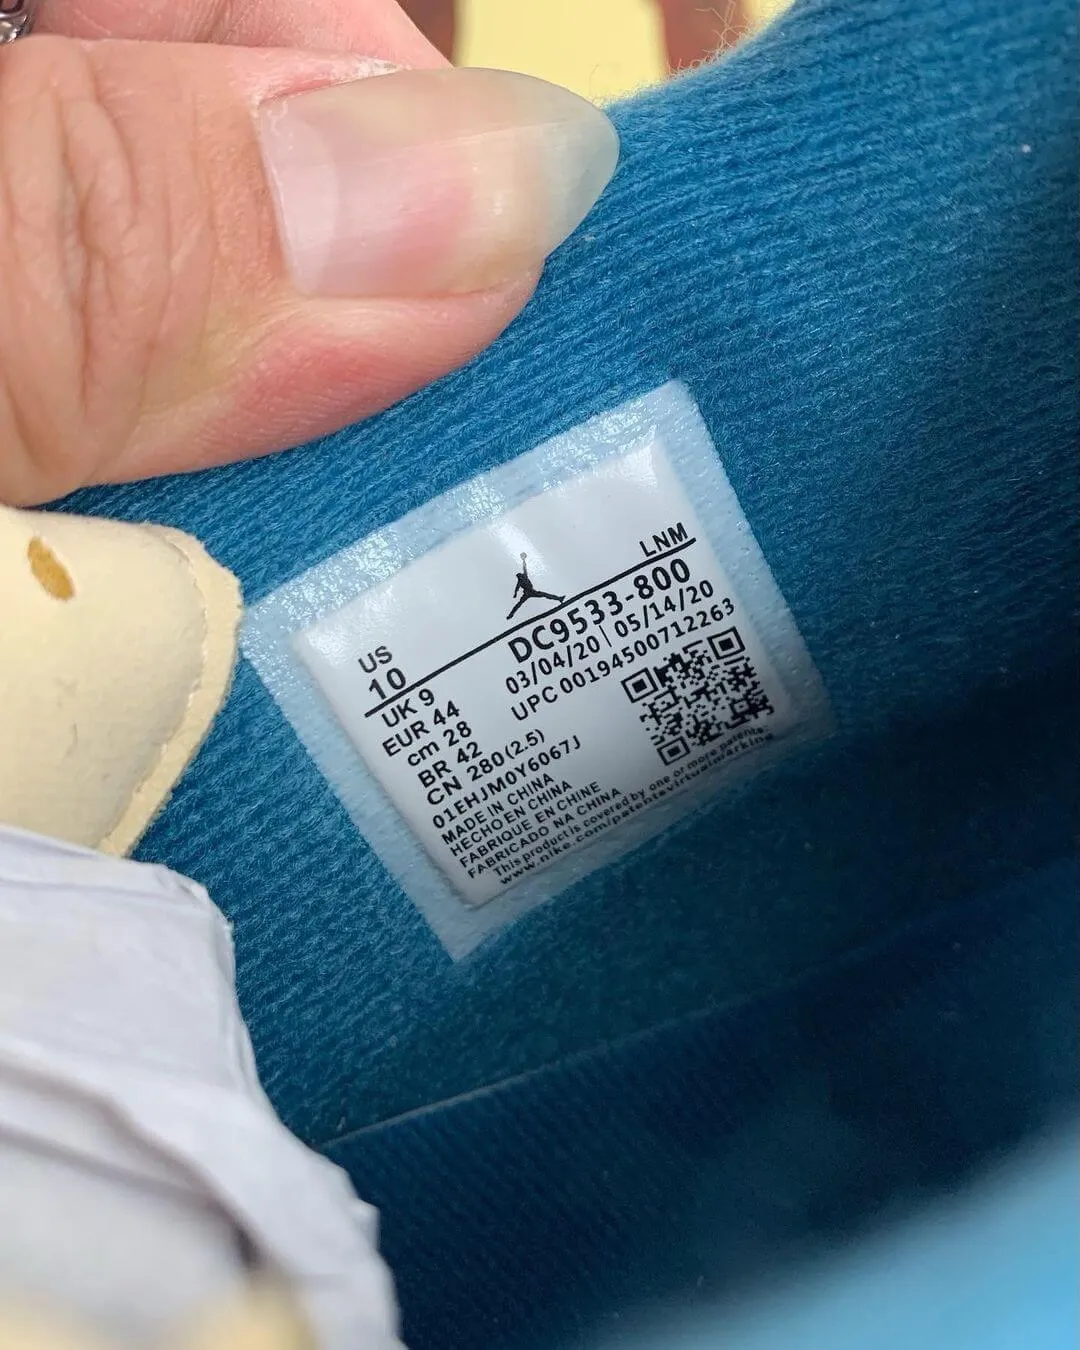 LNM
US
10
DC9533-800
03/04/20 | 05/14/20
UPC 00194500712263
UK 9
EUR 44
cm 28
BR 42
CN 280(2.5)
01EHJM0Y6067J
MADE IN CHINA
HECHO EN CHINA
FABRIQUE EN CHINE
FABRICADO NA CHINA
This product is covered by one or more patents.
www.nike.com/patentsvirtualmarking